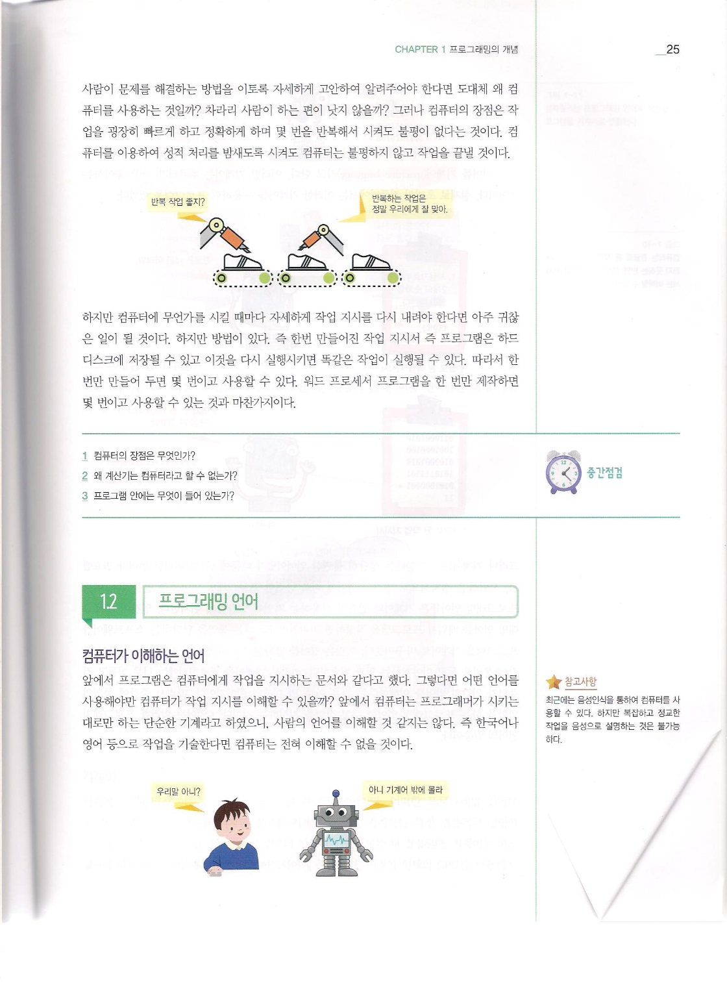 CHAPTER 1 프로그래밍의 개념
25
사람이 문제를 해결하는 방법을 이토록 자세하게 고안하여 알려주어야 한다면 도대체 왜 컴
퓨터를 사용하는 것일까? 차라리 사람이 하는 편이 낫지 않을까? 그러나 컴퓨터의 장점은 작
업을 굉장히 빠르게 하고 정확하게 하며 몇 번을 반복해서 시켜도 불평이 없다는 것이다. 컴
퓨터를 이용하여 성적 처리를 밤새도록 시켜도 컴퓨터는 불평하지 않고 작업을 끝낼 것이다.
반복 작업 좋지?
반복하는 작업은
정말 우리에게 잘 맞아.
하지만 컴퓨터에 무언가를 시킬 때마다 자세하게 작업 지시를 다시 내려야 한다면 아주 귀찮
은 일이 될 것이다. 하지만 방법이 있다. 즉 한번 만들어진 작업 지시서 즉 프로그램은 하드
디스크에 저장될 수 있고 이것을 다시 실행시키면 똑같은 작업이 실행될 수 있다. 따라서 한
번만 만들어 두면 몇 번이고 사용할 수 있다. 워드 프로세서 프로그램을 한 번만 제작하면
몇 번이고 사용할 수 있는 것과 마찬가지이다.
1 컴퓨터의 장점은 무엇인가?
2 왜 계산기는 컴퓨터라고 할 수 없는가?
3 프로그램 안에는 무엇이 들어 있는가?
12
9 3
6
중간점검
1.2 프로그래밍 언어
컴퓨터가 이해하는 언어
앞에서 프로그램은 컴퓨터에게 작업을 지시하는 문서와 같다고 했다. 그렇다면 어떤 언어를
사용해야만 컴퓨터가 작업 지시를 이해할 수 있을까? 앞에서 컴퓨터는 프로그래머가 시키는
대로만 하는 단순한 기계라고 하였으니, 사람의 언어를 이해할 것 같지는 않다. 즉 한국어나
영어 등으로 작업을 기술한다면 컴퓨터는 전혀 이해할 수 없을 것이다.
참고사항
최근에는 음성인식을 통하여 컴퓨터를 사
용할 수 있다. 하지만 복잡하고 정교한
작업을 음성으로 설명하는 것은 불가능
하다.
우리말 아니?
아니 기계어 밖에 몰라